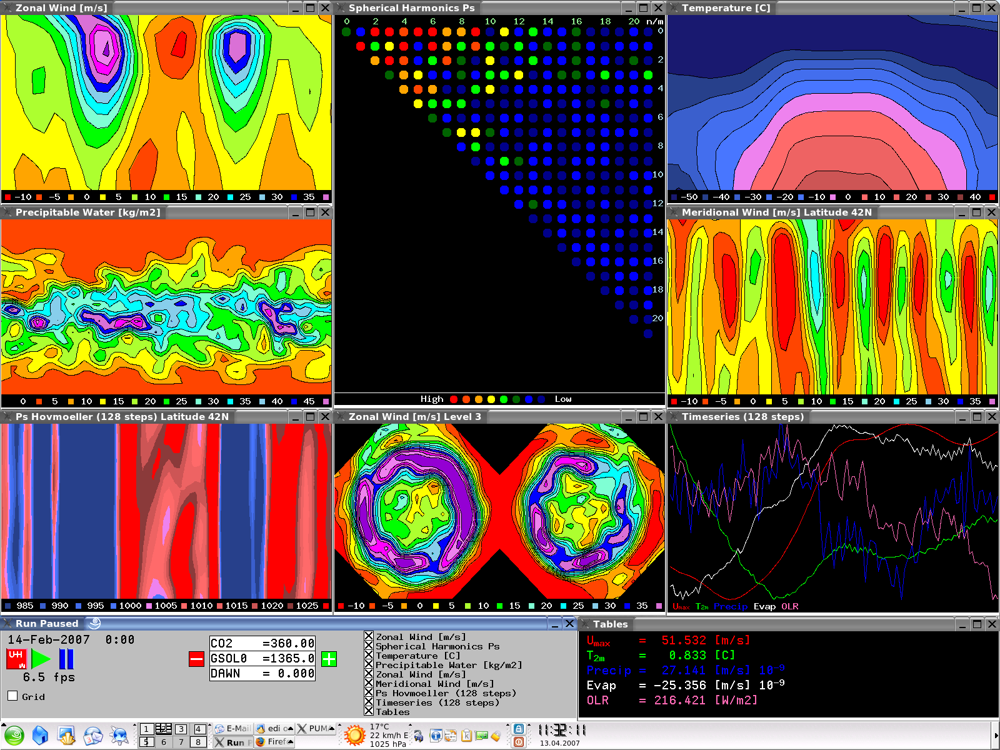 Zonal Wind [m/s]
-10 -5 0 5 10 15 20 25 30 35
Spherical Harmonics Ps
0 2 4 6 8 10 12 14 16 18 20 n/m
0
2
4
6
8
10
12
14
16
18
20
High Low
Temperature [C]
-50 -40 -30 -20 -10 0 10 20 30 40
Precipitable Water [kg/m2]
0 5 10 15 20 25 30 35 40 45
Meridional Wind [m/s] Latitude 42N
-10 -5 0 5 10 15 20 25 30 35
Ps Hovmoeller (128 steps) Latitude 42N
985 990 995 1000 1005 1010 1015 1020 1025
Zonal Wind [m/s] Level 3
-10 -5 0 5 10 15 20 25 30 35
Timeseries (128 steps)
Umax T2m Precip Evap OLR
Run Paused
14-Feb-2007 0:00
U-H
6.5 fps
Grid
CO2 =360.00
GSOL0 =1365.0
DAWN = 0.000
Zonal Wind [m/s]
Spherical Harmonics Ps
Temperature [C]
Precipitable Water [kg/m2]
Zonal Wind [m/s]
Meridional Wind [m/s]
Ps Hovmoeller (128 steps)
Timeseries (128 steps)
Tables
Tables
Umax = 51.532 [m/s]
T2m = 0.833 [C]
Precip = 27.141 [m/s] 10-9
Evap = -25.356 [m/s] 10-9
OLR = 216.421 [W/m2]
1 3 4
5 6 7 8
E-Mail edi o PUMA
Run Firef
17°C
22 km/h E
1025 hPa
11:32:11
13.04.2007